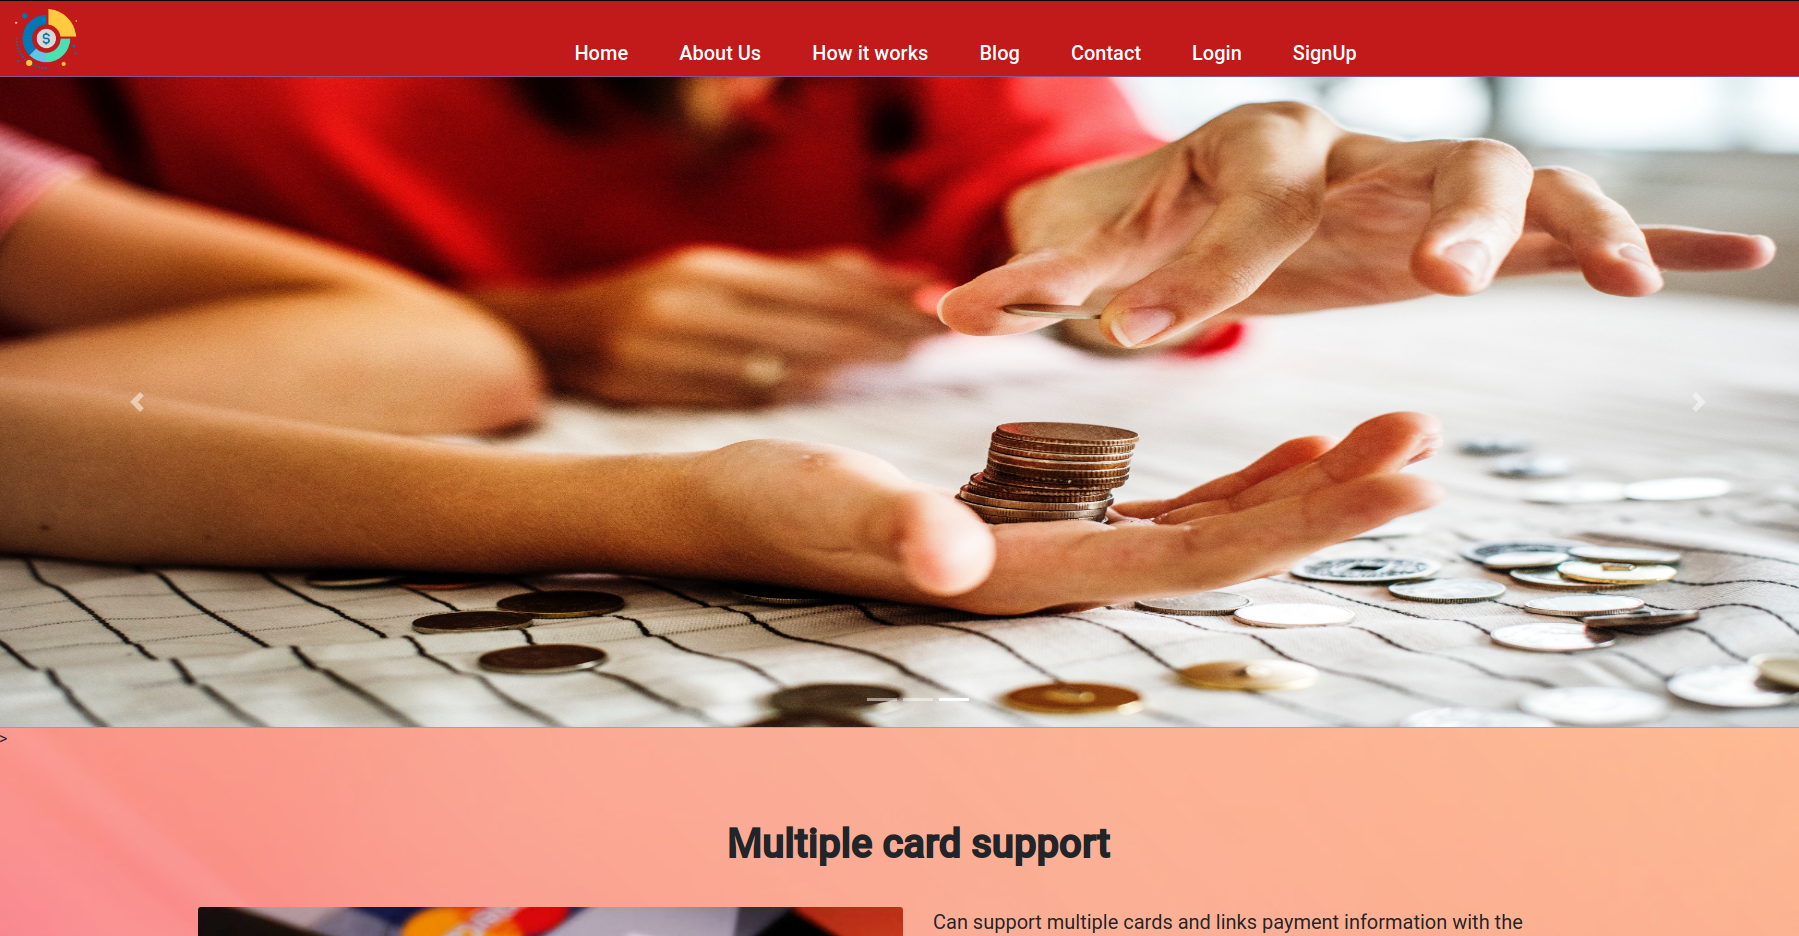 $
Home About Us How it works Blog Contact Login SignUp
>
Multiple card support
Can support multiple cards and links payment information with the